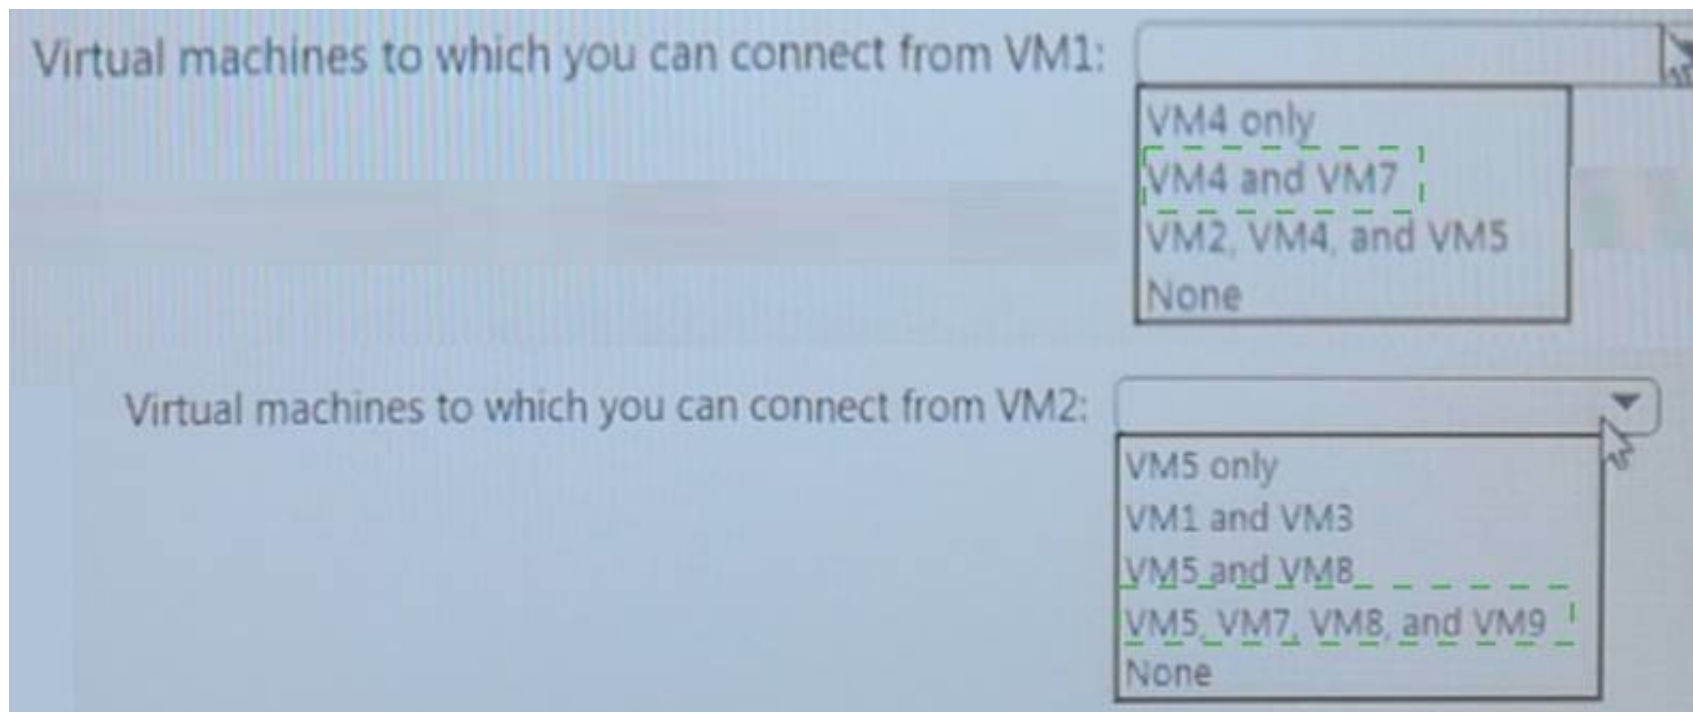 Virtual machines to which you can connect from VM1:
VM4 only
VM4 and VM7
VM2, VM4, and VM5
None
Virtual machines to which you can connect from VM2:
VM5 only
VM1 and VM3
VM5 and VM8
VM5, VM7, VM8, and VM9
None